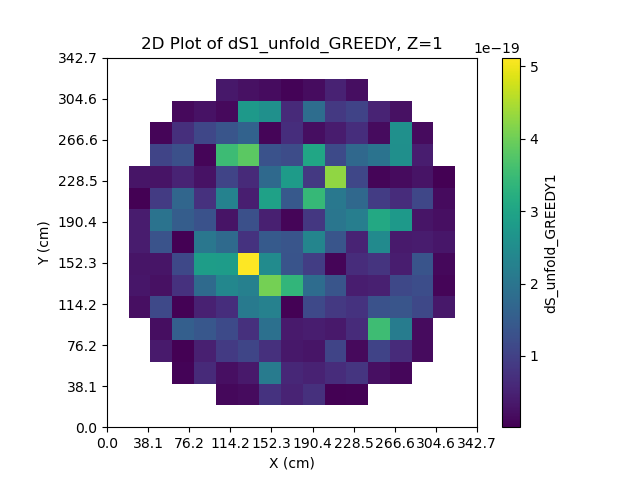 2D Plot of dS1_unfold_GREEDY, Z=1
1e−19
342.7
304.6
266.6
228.5
190.4
152.3
114.2
76.2
38.1
0.0
Y (cm)
0.0 38.1 76.2 114.2 152.3 190.4 228.5 266.6 304.6 342.7
X (cm)
5
4
3
2
1
dS_unfold_GREEDY1